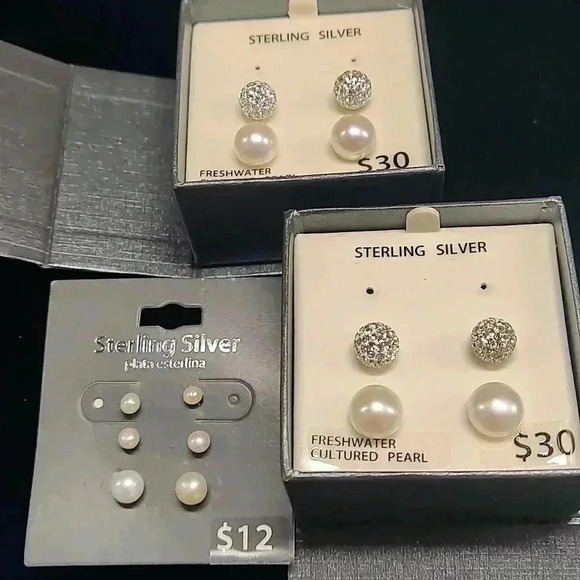 STERLING SILVER
$30
FRESHWATER
STERLING SILVER
FRESHWATER
CULTURED PEARL
$30
Sterling Silver
plata esterlina
$12